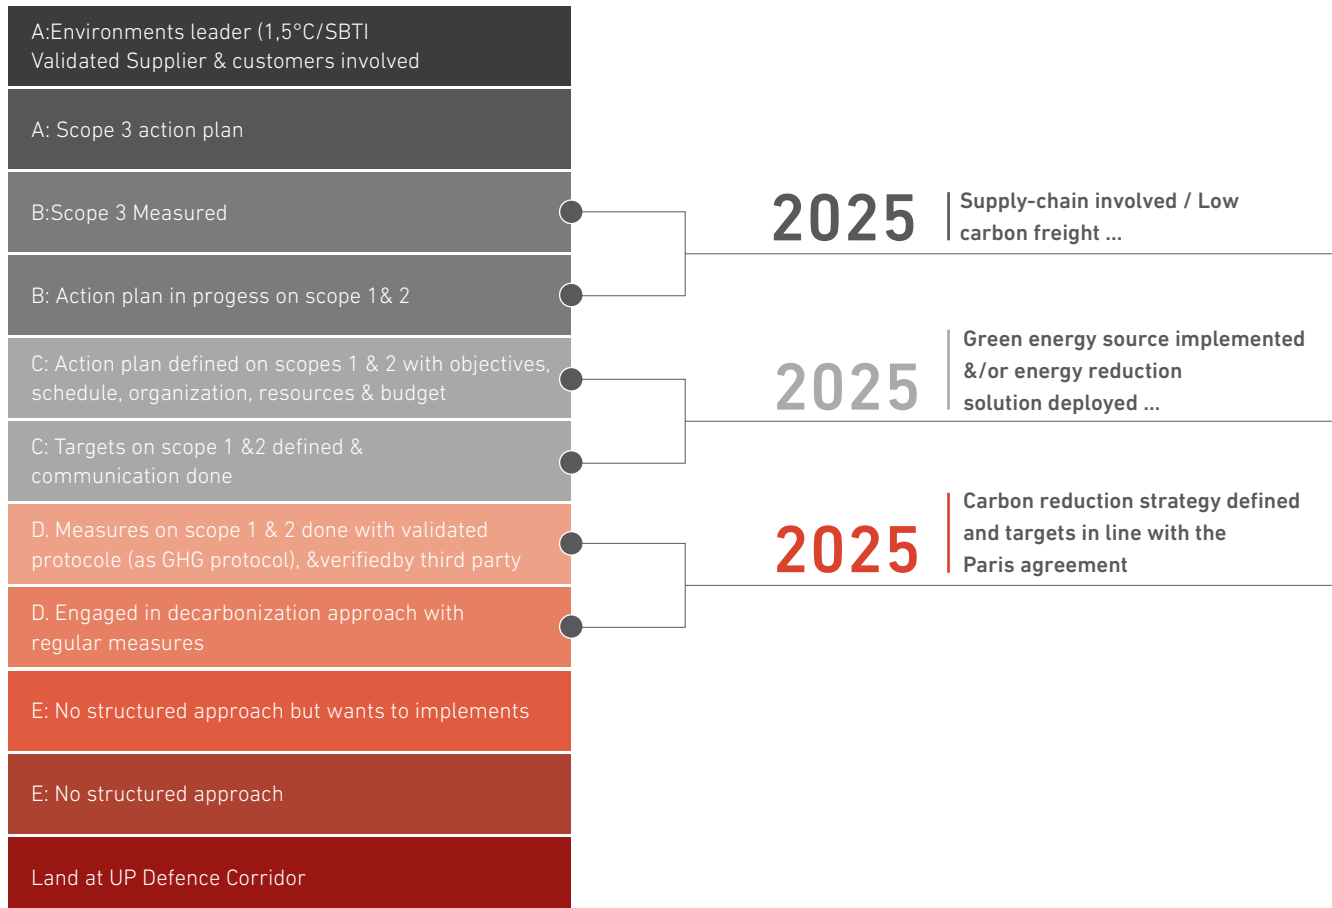 A:Environments leader (1,5°C/SBTI
Validated Supplier & customers involved
A: Scope 3 action plan
B:Scope 3 Measured
B: Action plan in progess on scope 1& 2
C: Action plan defined on scopes 1 & 2 with objectives,
schedule, organization, resources & budget
C: Targets on scope 1 &2 defined &
communication done
D. Measures on scope 1 & 2 done with validated
protocole (as GHG protocol), &verifiedby third party
D. Engaged in decarbonization approach with
regular measures
E: No structured approach but wants to implements
E: No structured approach
Land at UP Defence Corridor
2025
Supply-chain involved / Low
carbon freight ...
2025
Green energy source implemented
&/or energy reduction
solution deployed ...
2025
Carbon reduction strategy defined
and targets in line with the
Paris agreement